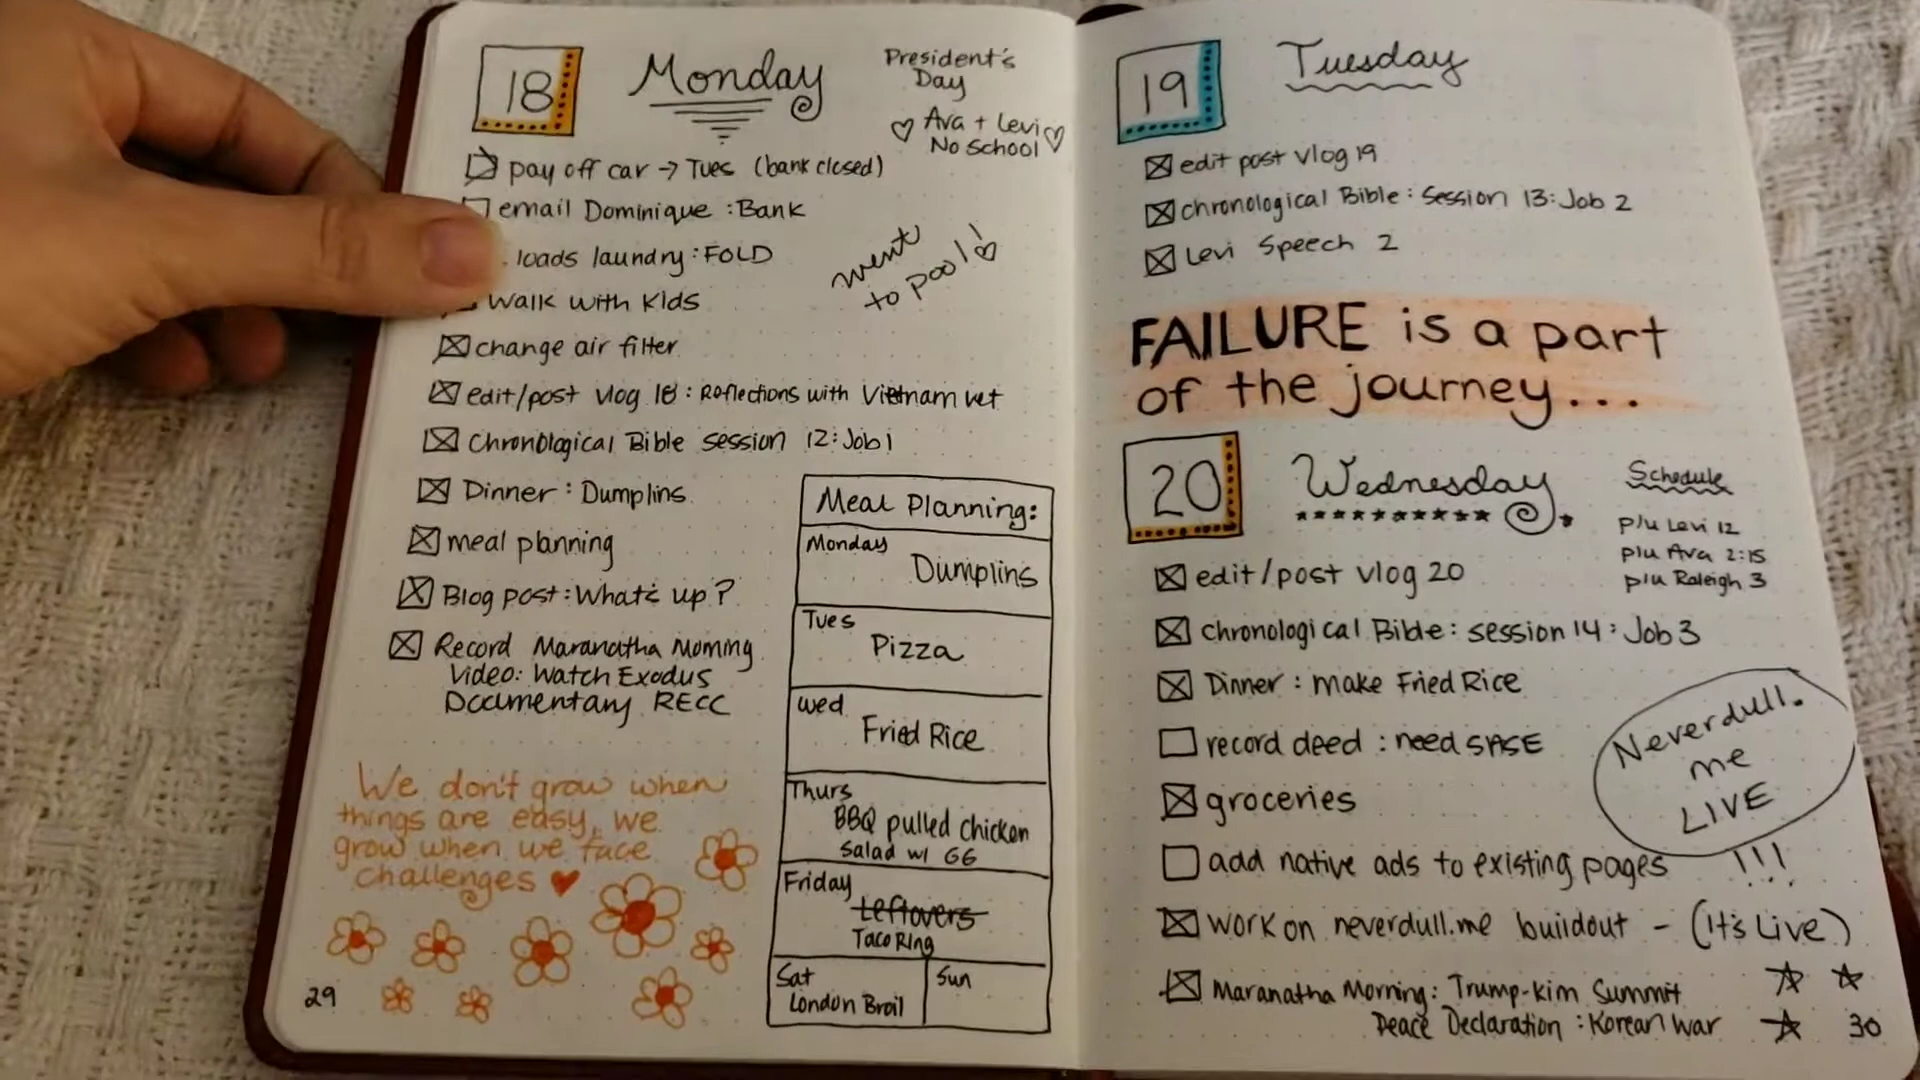 18 Monday
President's
Day
Ava + Levi
No School
pay off car → Tues (bank closed)
email Dominique : Bank
loads laundry : FOLD
Walk with Kids
went
to pool!
change air filter
edit/post vlog 18 : Reflections with Vietnam vet
Chronological Bible session 12: Job 1
Dinner : Dumplins
meal planning
Blog post : What's up?
Record Maranatha Morning
Video: Watch Exodus
Documentary RECC
Meal Planning:
Monday
Dumplins
Tues
Pizza
Wed
Fried Rice
Thurs
BBQ pulled chicken
Salad w/ GG
Friday
Leftovers
Taco Ring
Sat
London Broil
Sun
We don't grow when
things are easy, we
grow when we face
challenges
29
19 Tuesday
edit post vlog 19
chronological Bible : Session 13: Job 2
Levi Speech 2
FAILURE is a part
of the journey...
20 Wednesday
Schedule
p/u Levi 12
p/u Ava 2:15
p/u Raleigh 3
edit/post vlog 20
chronological Bible: session 14: Job 3
Dinner : make Fried Rice
record deed : need SASE
groceries
Neverdull.
me
LIVE
!!!
add native ads to existing pages
work on neverdull.me buildout - (It's Live)
Maranatha Morning: Trump-Kim Summit
Peace Declaration : Korean War
30